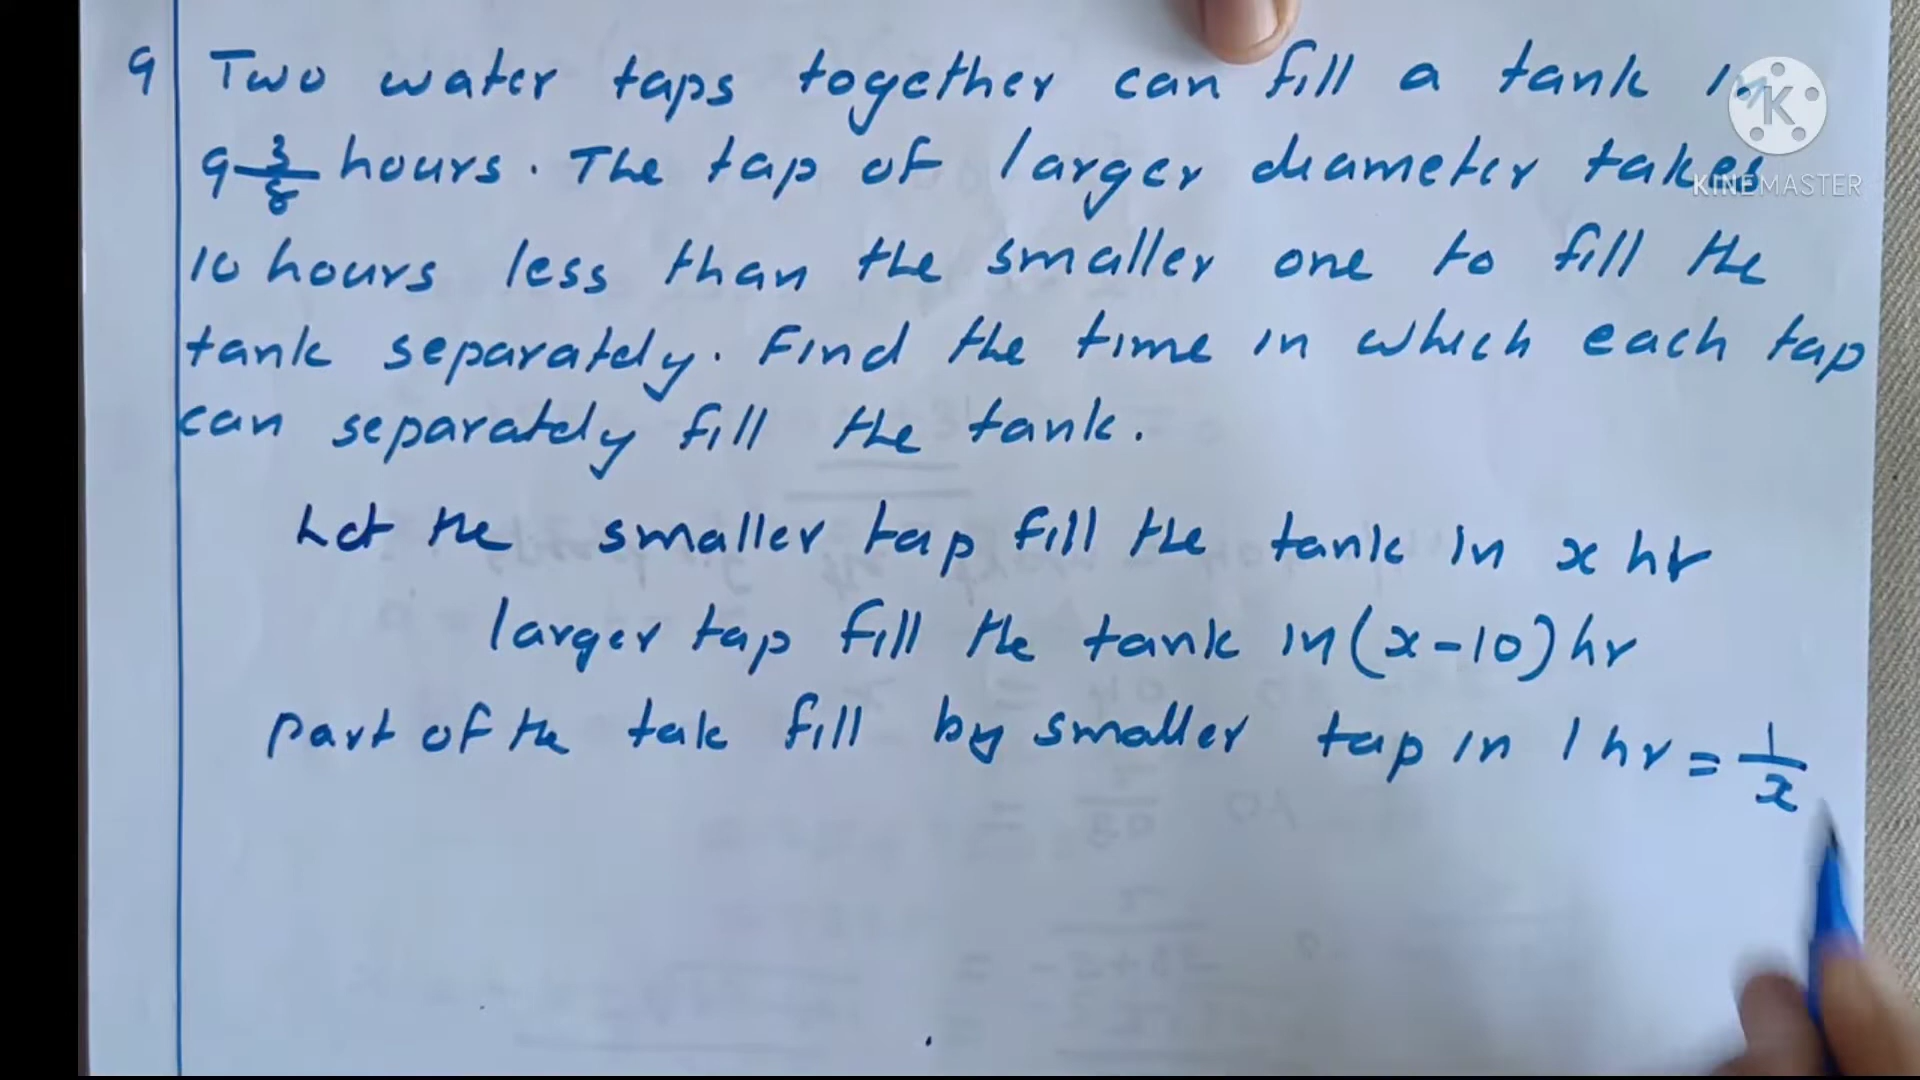 9 Two water taps together can fill a tank in
9 3/8 hours. The tap of larger diameter takes
10 hours less than the smaller one to fill the
tank separately. Find the time in which each tap
can separately fill the tank.
Let the smaller tap fill the tank in x hr
larger tap fill the tank in (x-10) hr
part of the tak fill by smaller tap in 1 hr = 1/x
K
KINEMASTER